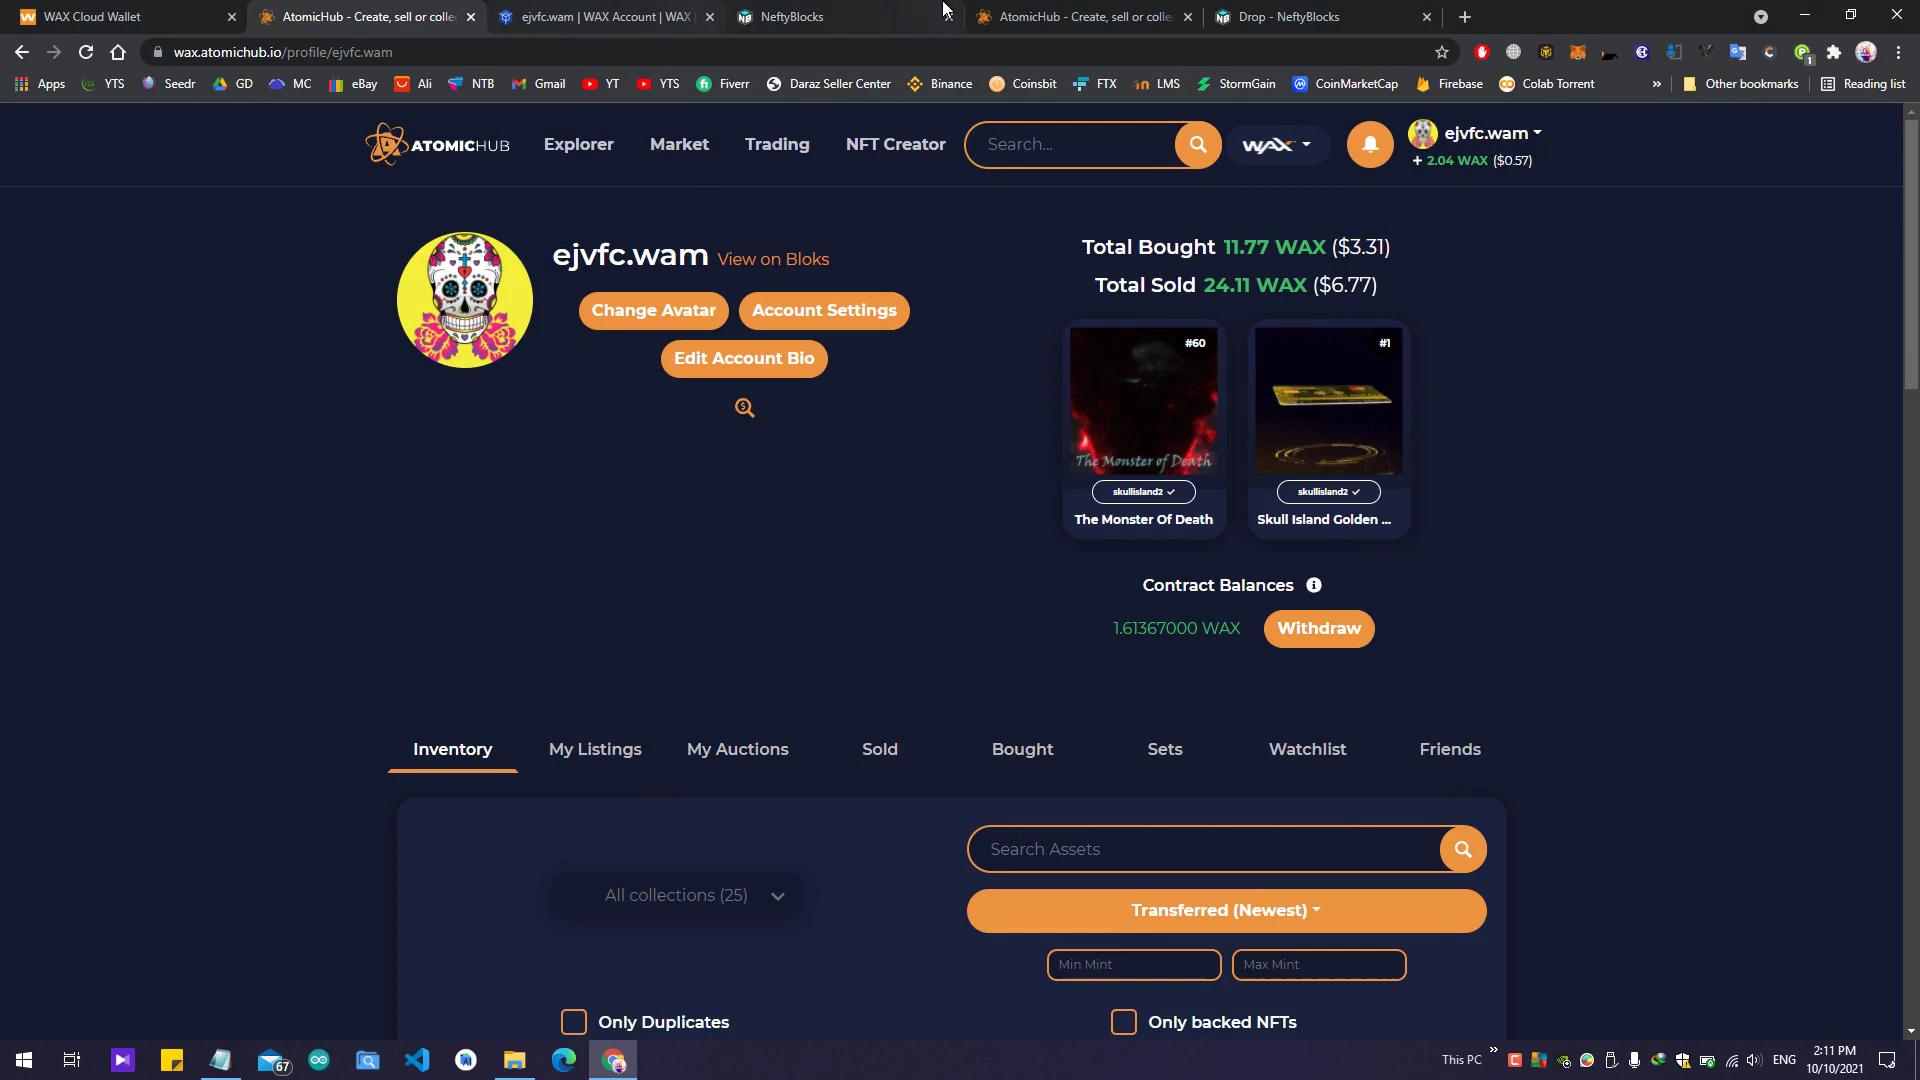 WAX Cloud Wallet
AtomicHub - Create, sell or colle
ejvfc.wam | WAX Account | WAX
NeftyBlocks
AtomicHub - Create, sell or colle
Drop - NeftyBlocks
wax.atomichub.io/profile/ejvfc.wam
Apps YTS Seedr GD MC eBay Ali NTB Gmail YT YTS Fiverr Daraz Seller Center Binance Coinsbit FTX LMS StormGain CoinMarketCap Firebase Colab Torrent » Other bookmarks Reading list
ATOMICHUB Explorer Market Trading NFT Creator Search... WAX ejvfc.wam
+ 2.04 WAX ($0.57)
ejvfc.wam View on Bloks
Change Avatar Account Settings
Edit Account Bio
Total Bought 11.77 WAX ($3.31)
Total Sold 24.11 WAX ($6.77)
#60
The Monster of Death
skullisland2
The Monster Of Death
#1
skullisland2
Skull Island Golden ...
Contract Balances
1.61367000 WAX Withdraw
Inventory My Listings My Auctions Sold Bought Sets Watchlist Friends
Search Assets
All collections (25)
Transferred (Newest)
Min Mint Max Mint
Only Duplicates Only backed NFTs
67
This PC » ENG
2:11 PM
10/10/2021